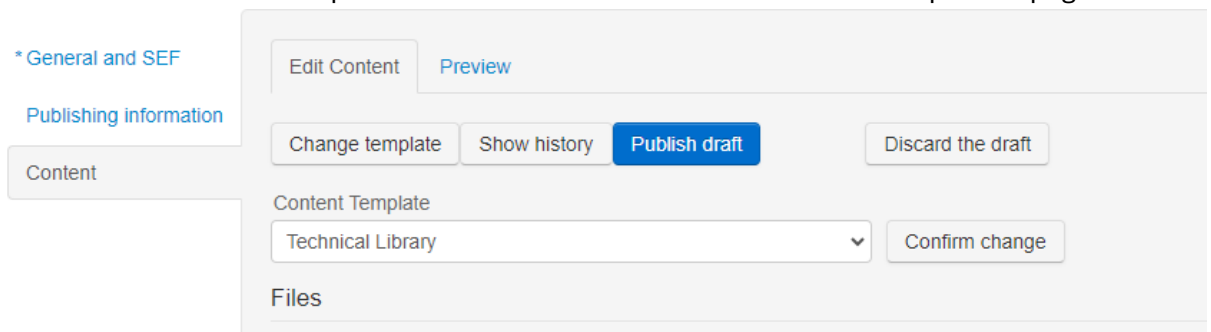 * General and SEF
Publishing information
Content
Edit Content Preview
Change template Show history Publish draft Discard the draft
Content Template
Technical Library Confirm change
Files